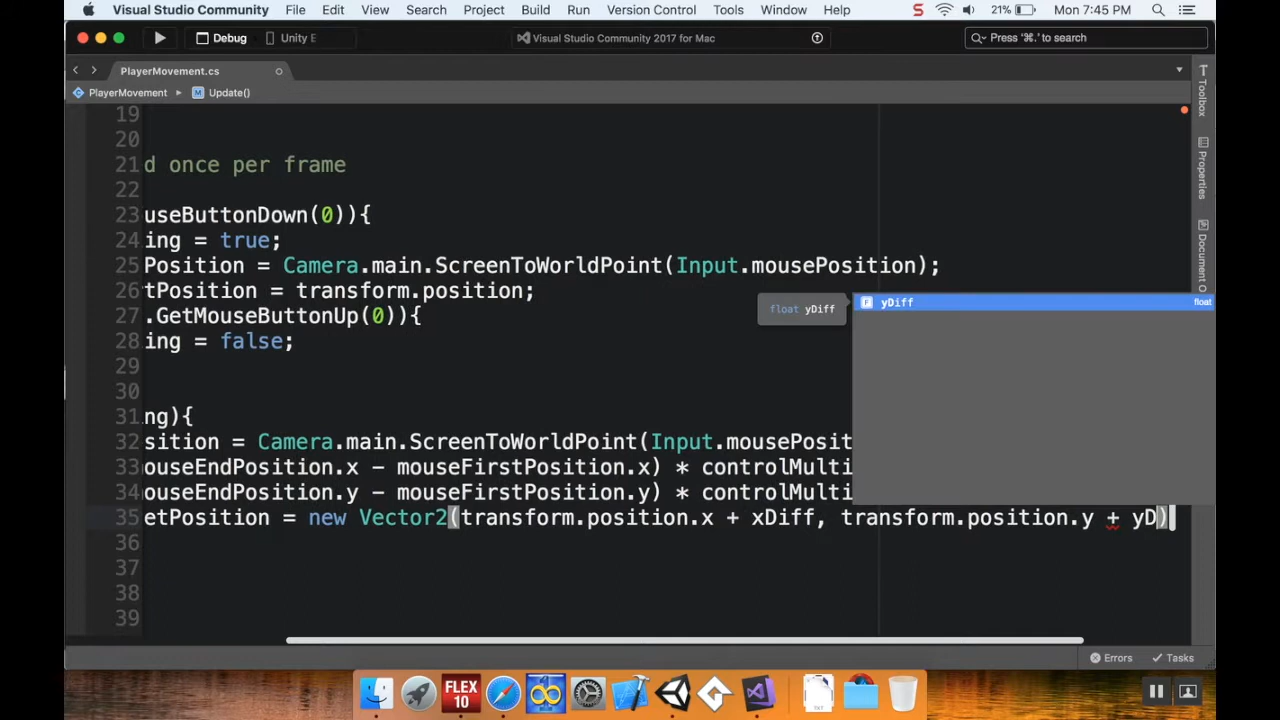 Visual Studio Community File Edit View Search Project Build Run Version Control Tools Window Help S 21% Mon 7:45 PM
Debug Unity E Visual Studio Community 2017 for Mac Press '⌘.' to search
PlayerMovement.cs
PlayerMovement Update()
19
20
21 d once per frame
22
23 useButtonDown(0)){
24 ing = true;
25 Position = Camera.main.ScreenToWorldPoint(Input.mousePosition);
26 tPosition = transform.position;
27 .GetMouseButtonUp(0)){
28 ing = false;
29
30
31 ng){
32 sition = Camera.main.ScreenToWorldPoint(Input.mousePosit
33 ouseEndPosition.x - mouseFirstPosition.x) * controlMulti
34 ouseEndPosition.y - mouseFirstPosition.y) * controlMulti
35 etPosition = new Vector2(transform.position.x + xDiff, transform.position.y + yD)
36
37
38
39
float yDiff
yDiff float
Toolbox
Properties
Document O
Errors Tasks
FLEX
10
TXT